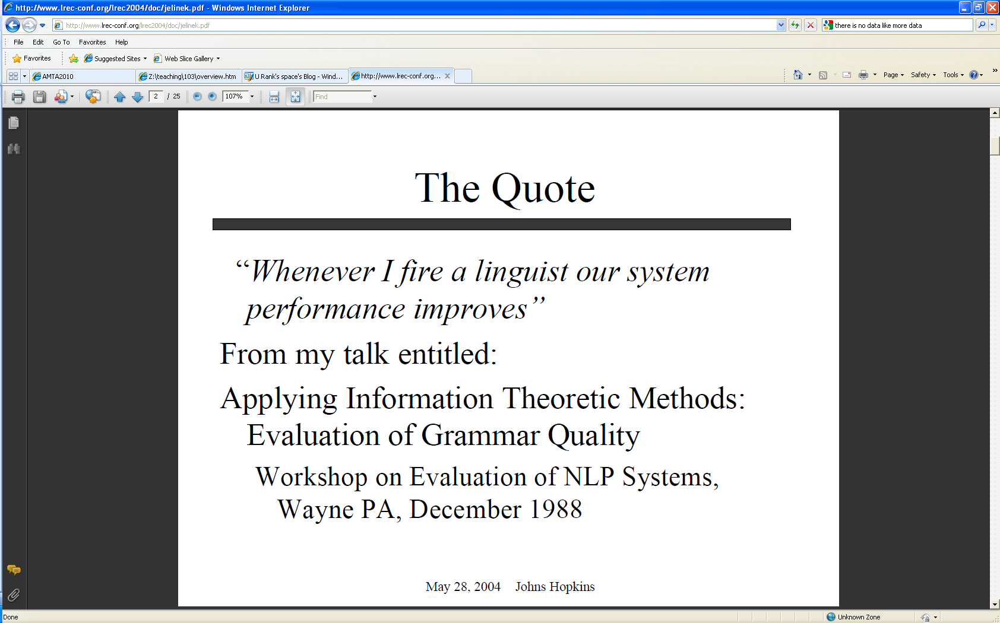 http://www.lrec-conf.org/lrec2004/doc/jelinek.pdf - Windows Internet Explorer
http://www.lrec-conf.org/lrec2004/doc/jelinek.pdf
there is no data like more data
File Edit Go To Favorites Help
Favorites Suggested Sites Web Slice Gallery
AMTA2010 Z:\teaching\103\overview.htm U Rank's space's Blog - Wind... http://www.lrec-conf.org... Page Safety Tools
2 / 25 107% Find
The Quote
“Whenever I fire a linguist our system
performance improves”
From my talk entitled:
Applying Information Theoretic Methods:
Evaluation of Grammar Quality
Workshop on Evaluation of NLP Systems,
Wayne PA, December 1988
May 28, 2004 Johns Hopkins
Done Unknown Zone